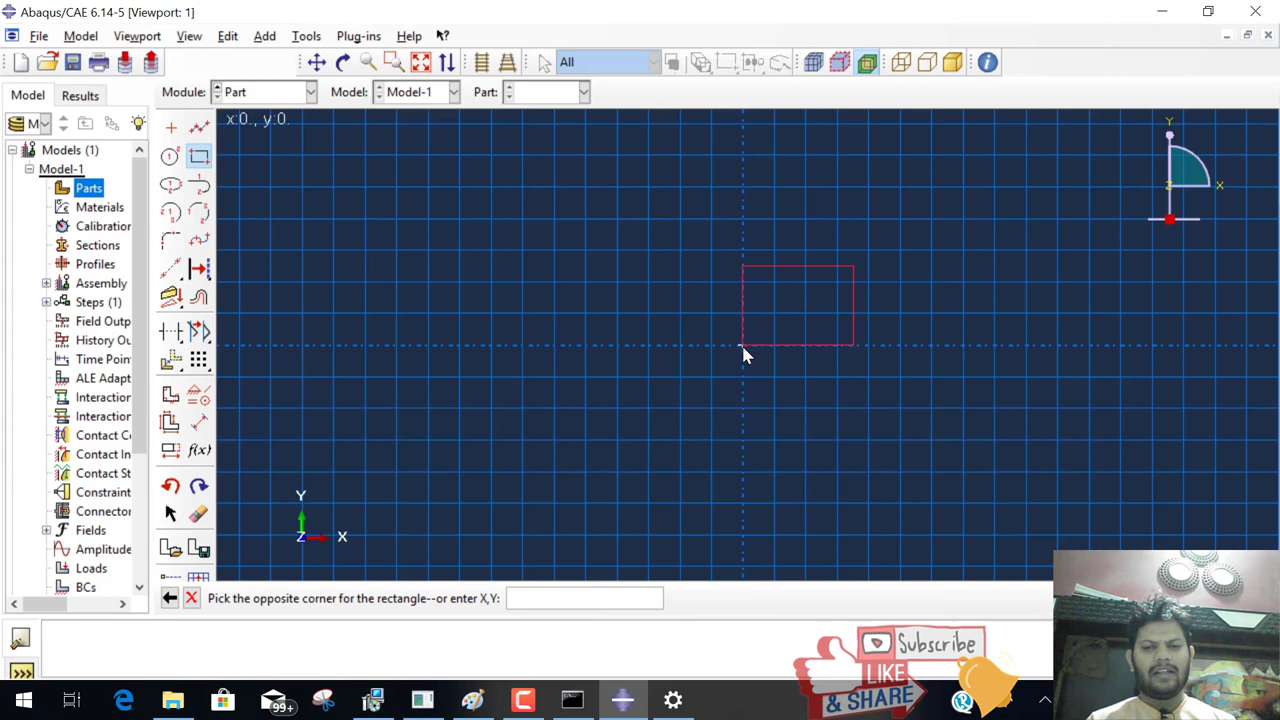 Abaqus/CAE 6.14-5 [Viewport: 1]
File Model Viewport View Edit Add Tools Plug-ins Help
All
Model Results
Module: Part Model: Model-1 Part:
M
x:0., y:0.
Models (1)
Model-1
Parts
Materials
Calibration
Sections
Profiles
Assembly
Steps (1)
Field Outp
History Ou
Time Point
ALE Adapt
Interaction
Interaction
Contact Co
Contact In
Contact St
Constraint
Connector
Fields
Amplitude
Loads
BCs
f(x)
Y
X
Z
Y
Z X
Pick the opposite corner for the rectangle--or enter X,Y:
>>>
Subscribe
LIKE
& SHARE
99+